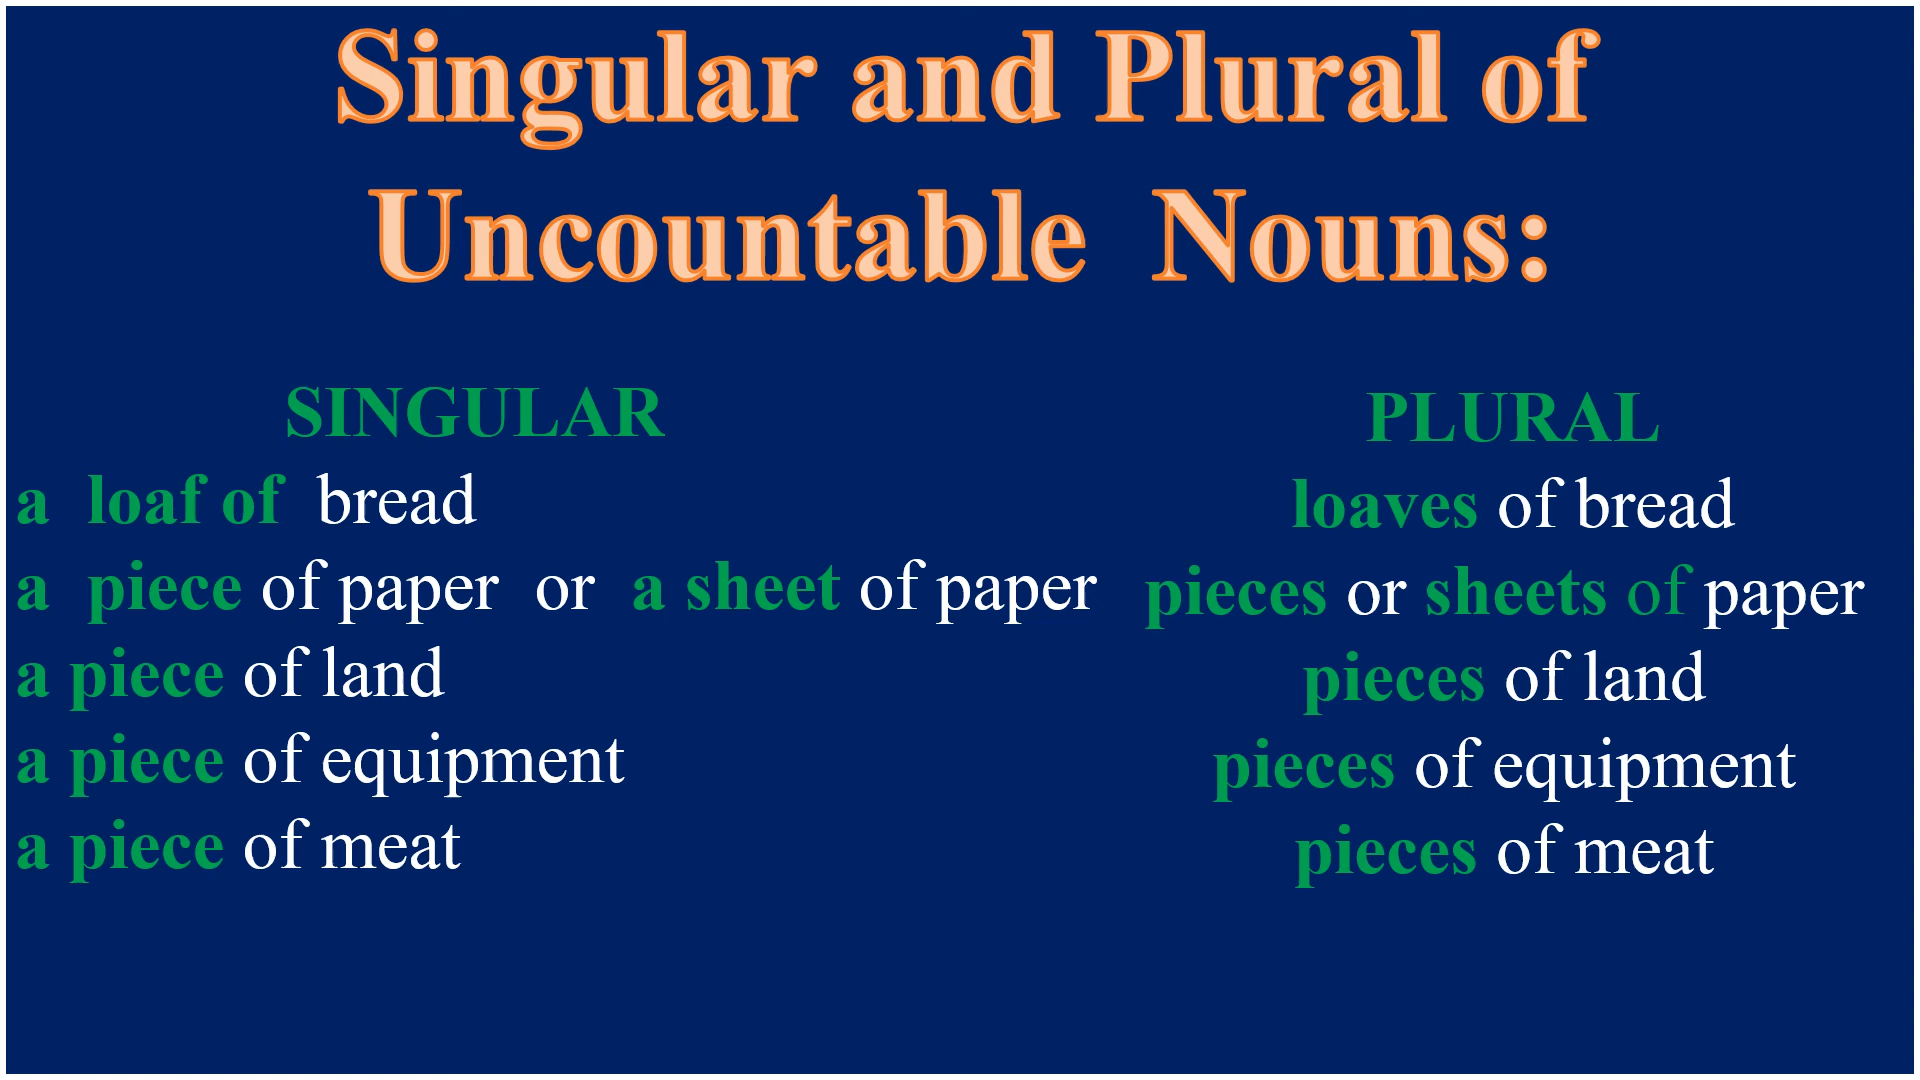 Singular and Plural of
Uncountable Nouns:
SINGULAR
a loaf of bread
a piece of paper or a sheet of paper
a piece of land
a piece of equipment
a piece of meat
PLURAL
loaves of bread
pieces or sheets of paper
pieces of land
pieces of equipment
pieces of meat